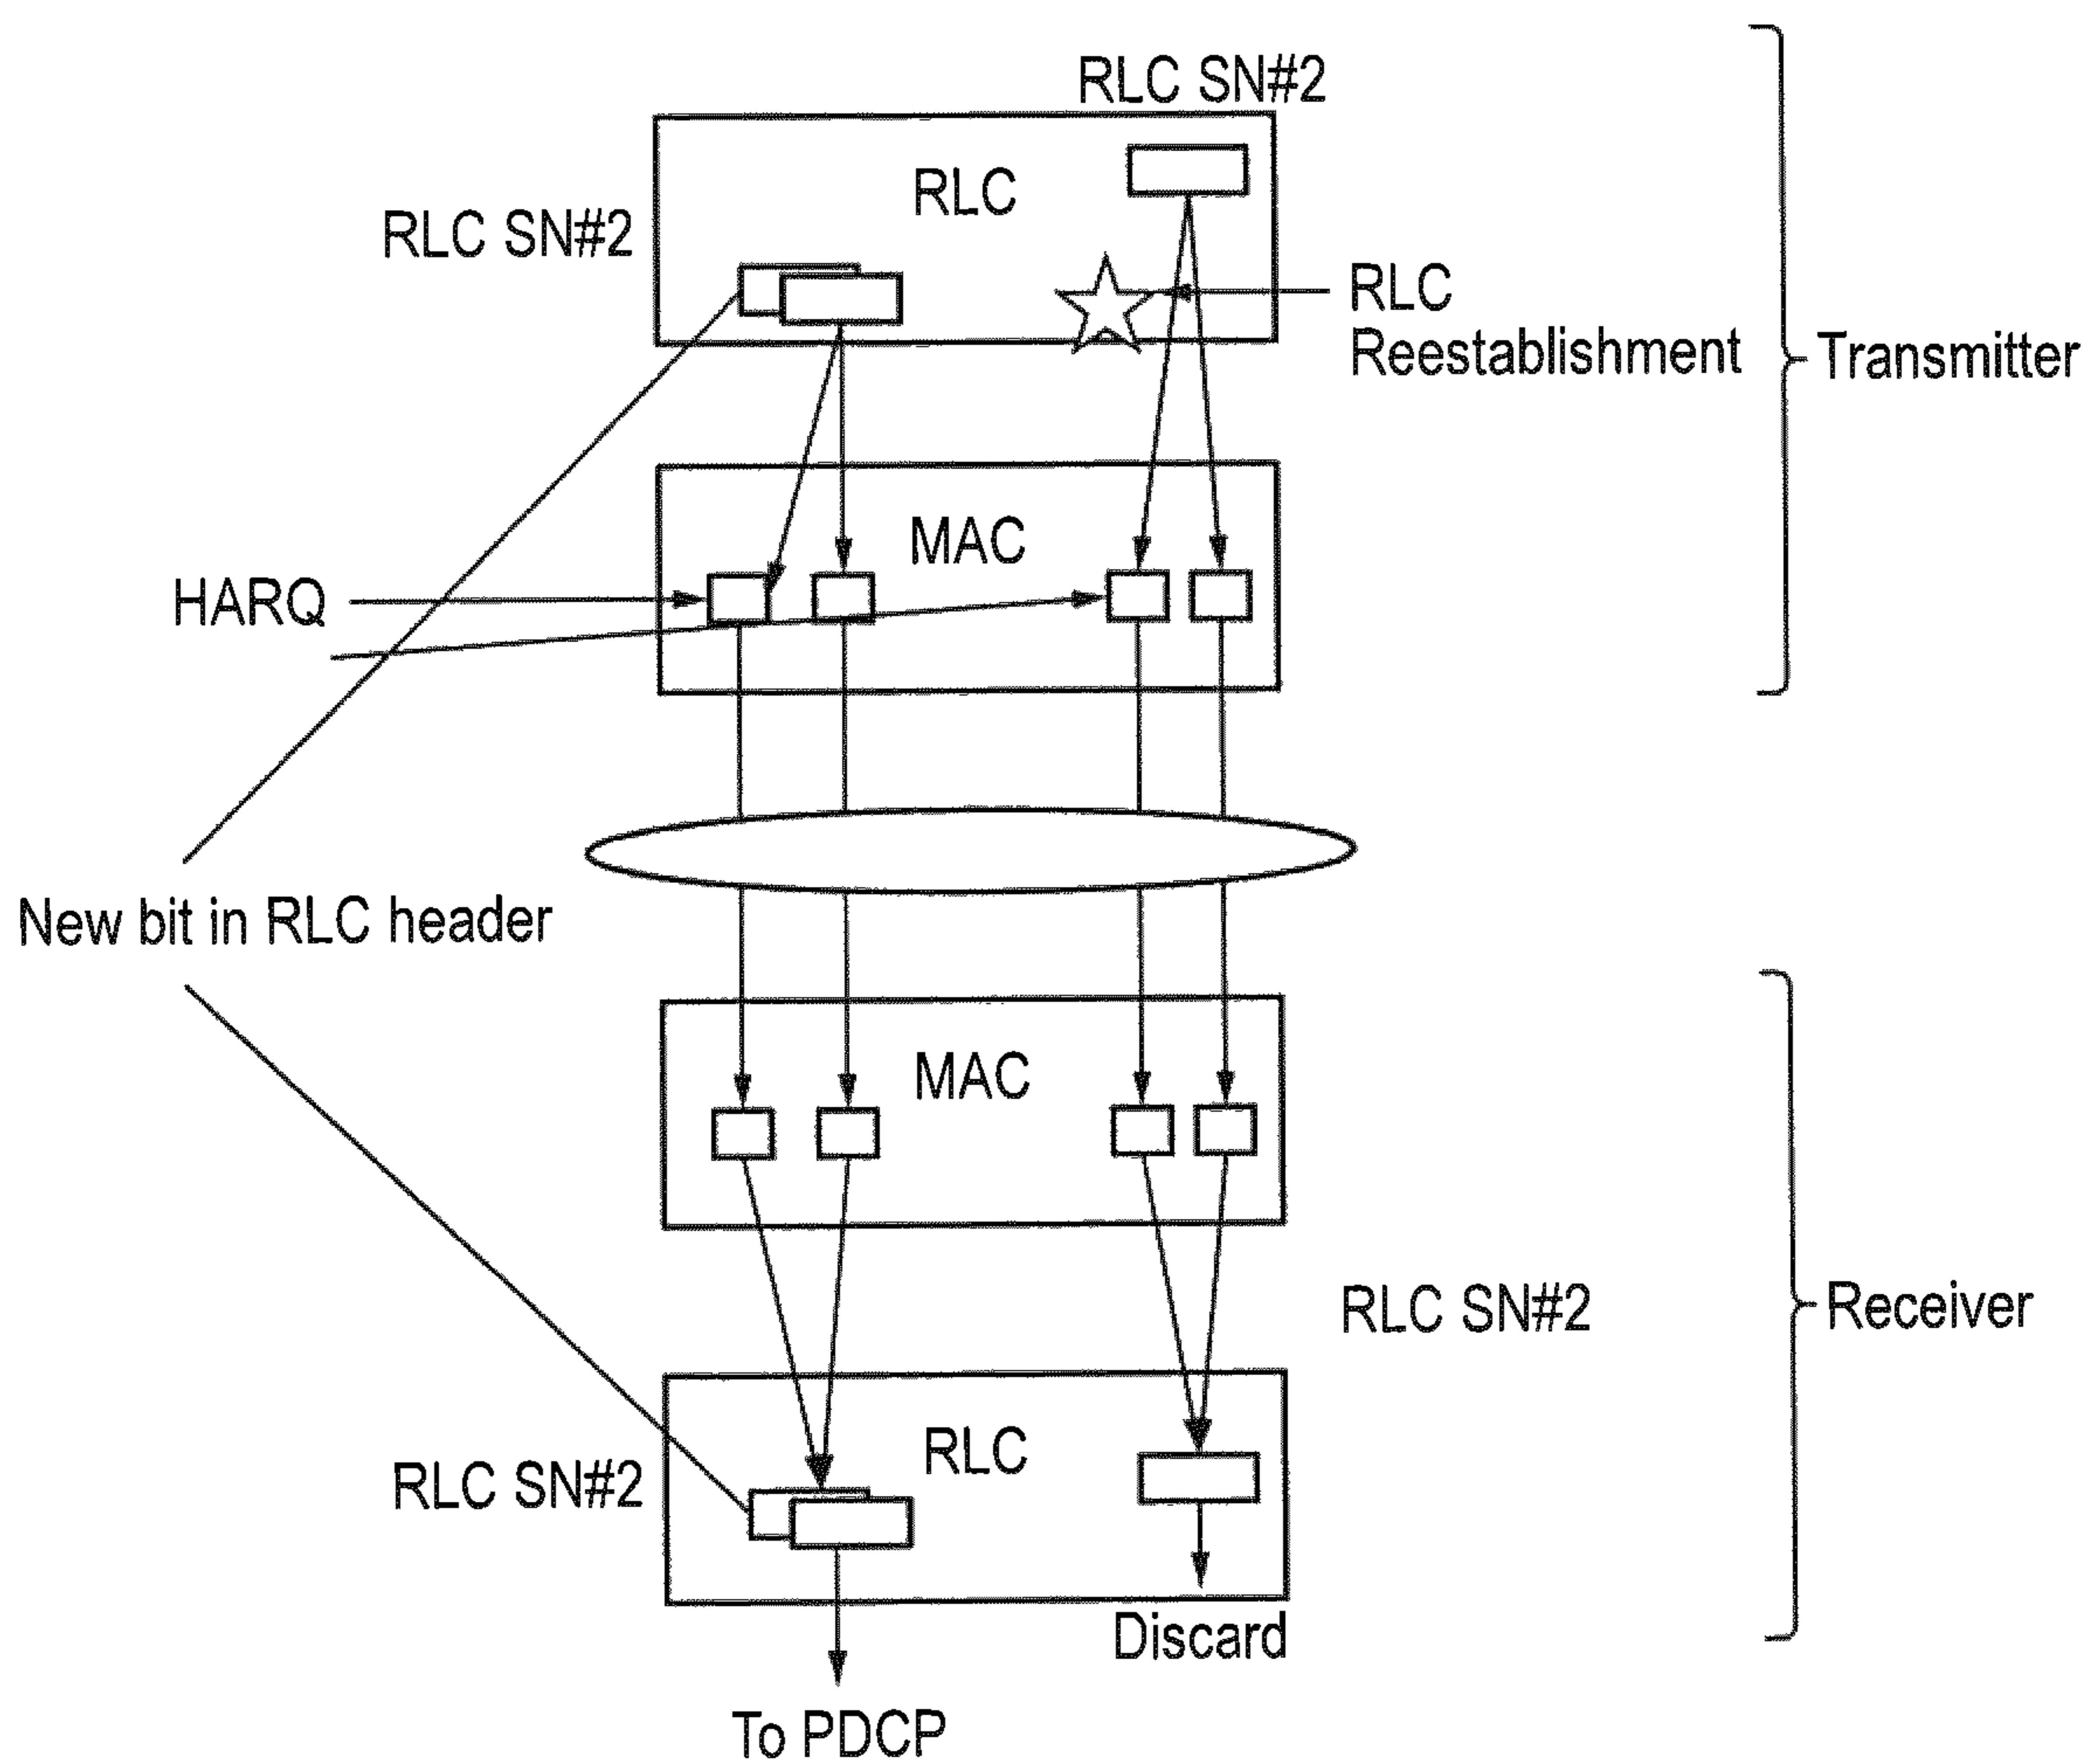 RLC SN#2
RLC
RLC SN#2
RLC
Reestablishment
Transmitter
MAC
HARQ
New bit in RLC header
MAC
RLC SN#2
Receiver
RLC
RLC SN#2
Discard
To PDCP